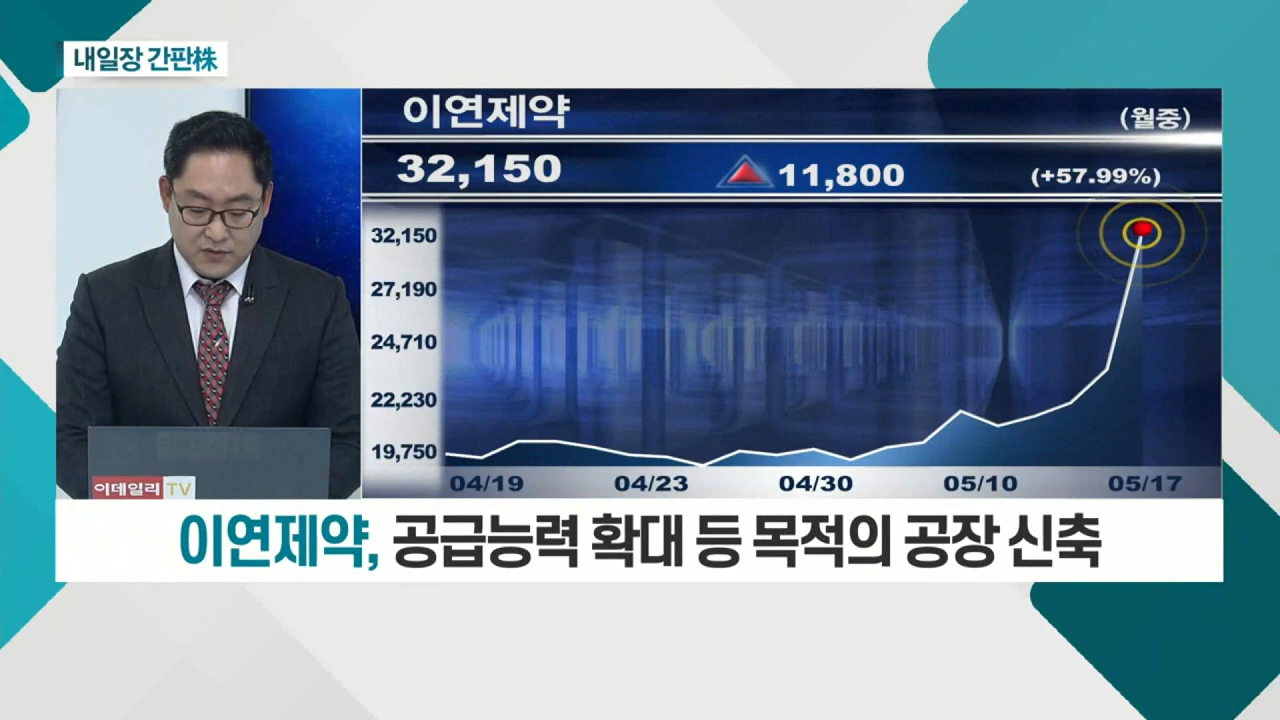 내일장 간판株
이연제약
(월중)
32,150
11,800
(+57.99%)
32,150
27,190
24,710
22,230
19,750
04/19 04/23 04/30 05/10 05/17
이데일리TV
이연제약, 공급능력 확대 등 목적의 공장 신축